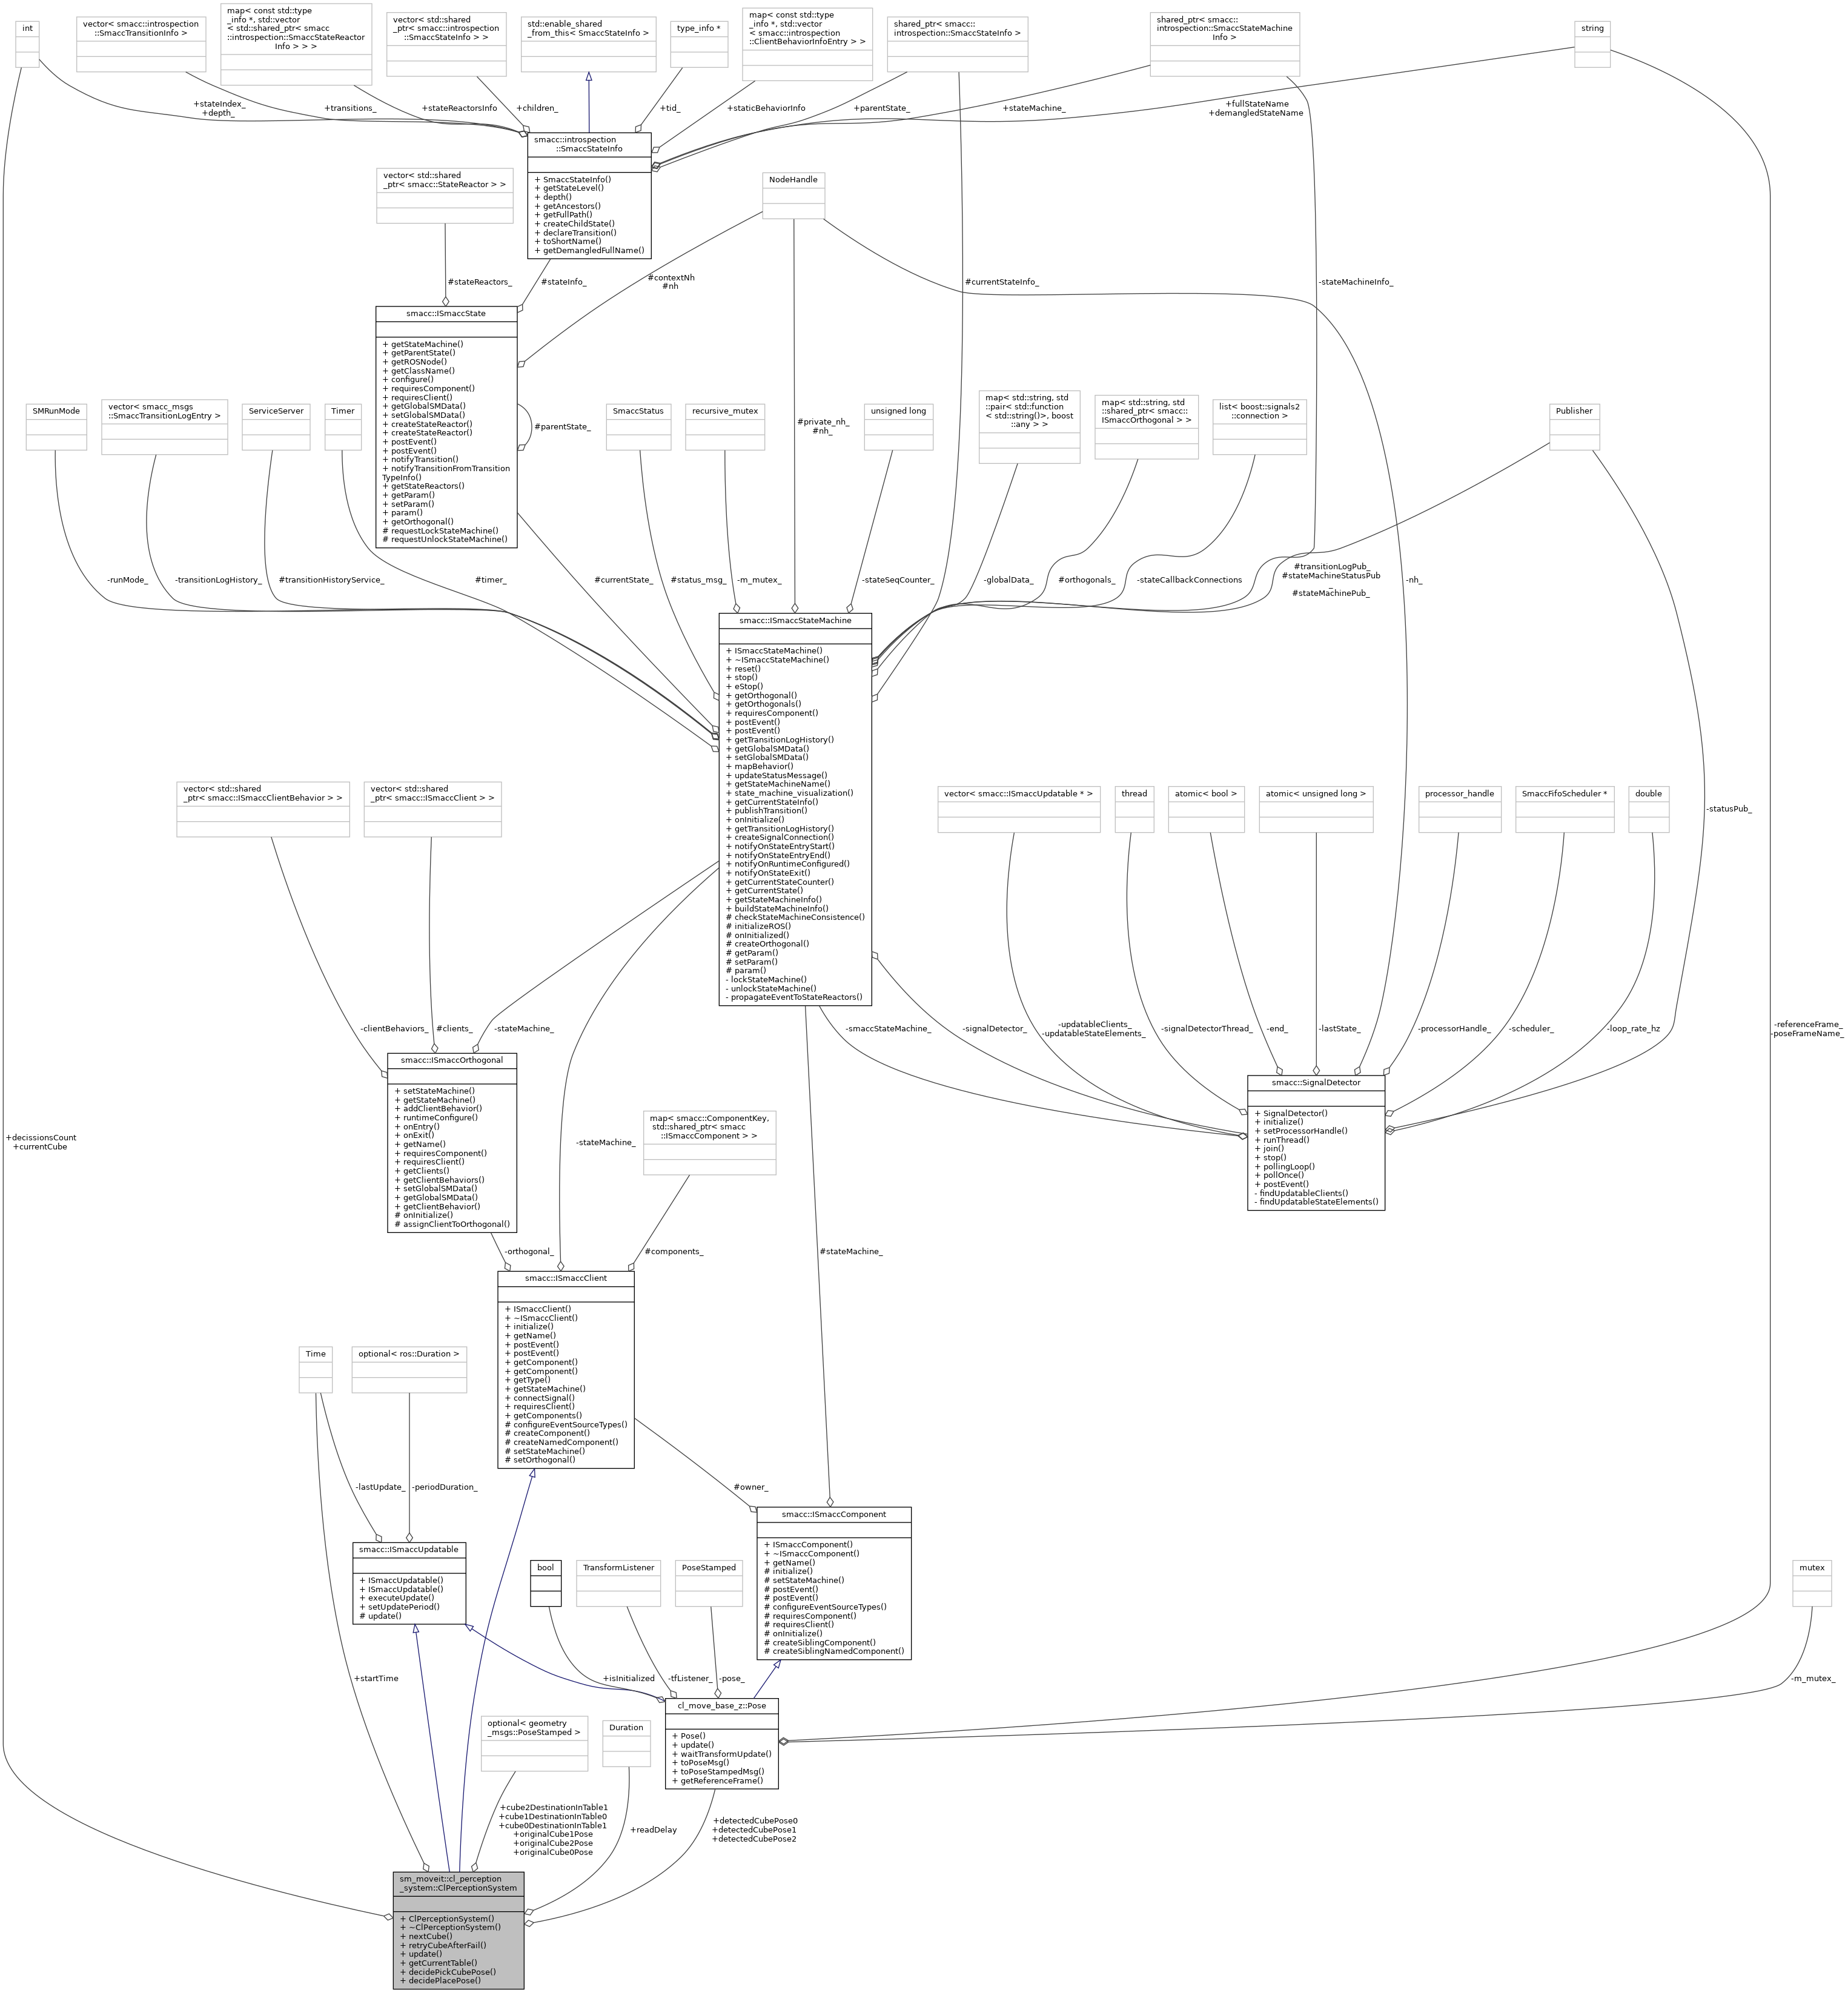 int
vector< smacc::introspection
::SmaccTransitionInfo >
map< const std::type
_info *, std::vector
< std::shared_ptr< smacc
::introspection::SmaccStateReactor
Info > > >
vector< std::shared
_ptr< smacc::introspection
::SmaccStateInfo > >
std::enable_shared
_from_this< SmaccStateInfo >
type_info *
map< const std::type
_info *, std::vector
< smacc::introspection
::ClientBehaviorInfoEntry > >
shared_ptr< smacc::
introspection::SmaccStateInfo >
shared_ptr< smacc::
introspection::SmaccStateMachine
Info >
string
+stateIndex_
+depth_
+transitions_
+stateReactorsInfo
+children_
+tid_
+staticBehaviorInfo
+parentState_
+stateMachine_
+fullStateName
+demangledStateName
smacc::introspection
::SmaccStateInfo
+ SmaccStateInfo()
+ getStateLevel()
+ depth()
+ getAncestors()
+ getFullPath()
+ createChildState()
+ declareTransition()
+ toShortName()
+ getDemangledFullName()
vector< std::shared
_ptr< smacc::StateReactor > >
NodeHandle
#stateReactors_
#stateInfo_
#contextNh
#nh
#currentStateInfo_
-stateMachineInfo_
smacc::ISmaccState
+ getStateMachine()
+ getParentState()
+ getROSNode()
+ getClassName()
+ configure()
+ requiresComponent()
+ requiresClient()
+ getGlobalSMData()
+ setGlobalSMData()
+ createStateReactor()
+ createStateReactor()
+ postEvent()
+ postEvent()
+ notifyTransition()
+ notifyTransitionFromTransition
TypeInfo()
+ getStateReactors()
+ getParam()
+ setParam()
+ param()
+ getOrthogonal()
# requestLockStateMachine()
# requestUnlockStateMachine()
#parentState_
#private_nh_
#nh_
SMRunMode
vector< smacc_msgs
::SmaccTransitionLogEntry >
ServiceServer
Timer
SmaccStatus
recursive_mutex
unsigned long
map< std::string, std
::pair< std::function
< std::string()>, boost
::any > >
map< std::string, std
::shared_ptr< smacc::
ISmaccOrthogonal > >
list< boost::signals2
::connection >
Publisher
-runMode_
-transitionLogHistory_
#transitionHistoryService_
#timer_
#currentState_
#status_msg_
-m_mutex_
-stateSeqCounter_
-globalData_
#orthogonals_
-stateCallbackConnections
#transitionLogPub_
#stateMachineStatusPub
_
#stateMachinePub_
-nh_
smacc::ISmaccStateMachine
+ ISmaccStateMachine()
+ ~ISmaccStateMachine()
+ reset()
+ stop()
+ eStop()
+ getOrthogonal()
+ getOrthogonals()
+ requiresComponent()
+ postEvent()
+ postEvent()
+ getTransitionLogHistory()
+ getGlobalSMData()
+ setGlobalSMData()
+ mapBehavior()
+ updateStatusMessage()
+ getStateMachineName()
+ state_machine_visualization()
+ getCurrentStateInfo()
+ publishTransition()
+ onInitialize()
+ getTransitionLogHistory()
+ createSignalConnection()
+ notifyOnStateEntryStart()
+ notifyOnStateEntryEnd()
+ notifyOnRuntimeConfigured()
+ notifyOnStateExit()
+ getCurrentStateCounter()
+ getCurrentState()
+ getStateMachineInfo()
+ buildStateMachineInfo()
# checkStateMachineConsistence()
# initializeROS()
# onInitialized()
# createOrthogonal()
# getParam()
# setParam()
# param()
- lockStateMachine()
- unlockStateMachine()
- propagateEventToStateReactors()
vector< std::shared
_ptr< smacc::ISmaccClientBehavior > >
vector< std::shared
_ptr< smacc::ISmaccClient > >
vector< smacc::ISmaccUpdatable * >
thread
atomic< bool >
atomic< unsigned long >
processor_handle
SmaccFifoScheduler *
double
-statusPub_
-clientBehaviors_
#clients_
-stateMachine_
-smaccStateMachine_
-signalDetector_
-updatableClients_
-updatableStateElements_
-signalDetectorThread_
-end_
-lastState_
-processorHandle_
-scheduler_
-loop_rate_hz
-referenceFrame_
-poseFrameName_
smacc::ISmaccOrthogonal
+ setStateMachine()
+ getStateMachine()
+ addClientBehavior()
+ runtimeConfigure()
+ onEntry()
+ onExit()
+ getName()
+ requiresComponent()
+ requiresClient()
+ getClients()
+ getClientBehaviors()
+ setGlobalSMData()
+ getGlobalSMData()
+ getClientBehavior()
# onInitialize()
# assignClientToOrthogonal()
smacc::SignalDetector
+ SignalDetector()
+ initialize()
+ setProcessorHandle()
+ runThread()
+ join()
+ stop()
+ pollingLoop()
+ pollOnce()
+ postEvent()
- findUpdatableClients()
- findUpdatableStateElements()
+decissionsCount
+currentCube
-stateMachine_
map< smacc::ComponentKey,
std::shared_ptr< smacc
::ISmaccComponent > >
-orthogonal_
#components_
#stateMachine_
smacc::ISmaccClient
+ ISmaccClient()
+ ~ISmaccClient()
+ initialize()
+ getName()
+ postEvent()
+ postEvent()
+ getComponent()
+ getComponent()
+ getType()
+ getStateMachine()
+ connectSignal()
+ requiresClient()
+ getComponents()
# configureEventSourceTypes()
# createComponent()
# createNamedComponent()
# setStateMachine()
# setOrthogonal()
Time
optional< ros::Duration >
-lastUpdate_
-periodDuration_
#owner_
smacc::ISmaccComponent
+ ISmaccComponent()
+ ~ISmaccComponent()
+ getName()
# initialize()
# setStateMachine()
# postEvent()
# postEvent()
# configureEventSourceTypes()
# requiresComponent()
# requiresClient()
# onInitialize()
# createSiblingComponent()
# createSiblingNamedComponent()
smacc::ISmaccUpdatable
+ ISmaccUpdatable()
+ ISmaccUpdatable()
+ executeUpdate()
+ setUpdatePeriod()
# update()
bool
TransformListener
PoseStamped
mutex
+startTime
+isInitialized
-tfListener_
-pose_
-m_mutex_
cl_move_base_z::Pose
+ Pose()
+ update()
+ waitTransformUpdate()
+ toPoseMsg()
+ toPoseStampedMsg()
+ getReferenceFrame()
optional< geometry
_msgs::PoseStamped >
Duration
+cube2DestinationInTable1
+cube1DestinationInTable0
+cube0DestinationInTable1
+originalCube1Pose
+originalCube2Pose
+originalCube0Pose
+readDelay
+detectedCubePose0
+detectedCubePose1
+detectedCubePose2
sm_moveit::cl_perception
_system::ClPerceptionSystem
+ ClPerceptionSystem()
+ ~ClPerceptionSystem()
+ nextCube()
+ retryCubeAfterFail()
+ update()
+ getCurrentTable()
+ decidePickCubePose()
+ decidePlacePose()